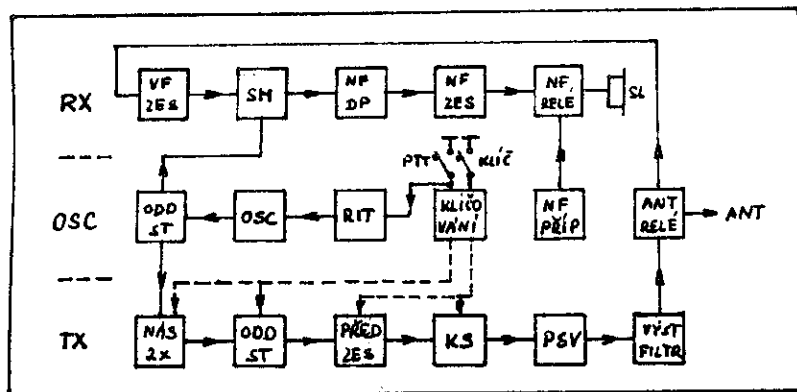 RX
VF
ZES
SM
NF
DP
NF
ZES
NF
RELÉ
SL
PTT
KLÍČ
OSC
ODD
ST
OSC
RIT
KLÍČO
VÁNÍ
NF
PŘÍP
ANT
RELÉ
ANT
TX
NÁS
2x
ODD
ST
PŘED
ZES
KS
PSV
VÝST
FILTR